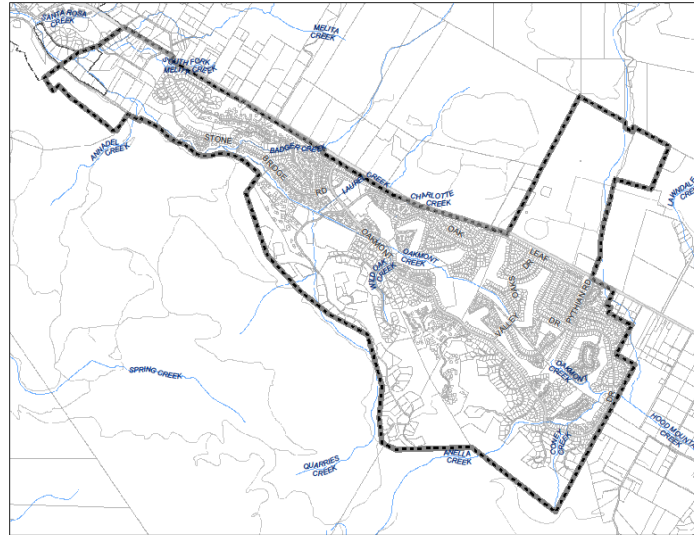 SANTA ROSA
CREEK
MELITA
CREEK
SOUTH FORK
MELITA CREEK
ANNADEL
CREEK
STONE
BRIDGE
RD
BADGER CREEK
LAUREL CREEK
CHARLOTTE
CREEK
LAWNDALE
CREEK
OAK
LEAF
DR
OAKMONT
OAKMONT
CREEK
WILD OAK
CREEK
OAKS
VALLEY
DR
PYTHIAN RD
SPRING CREEK
OAKMONT
CREEK
DR
HOOD MOUNTAIN
CREEK
QUARRIES
CREEK
ANELLA
CREEK
CONEY
CREEK